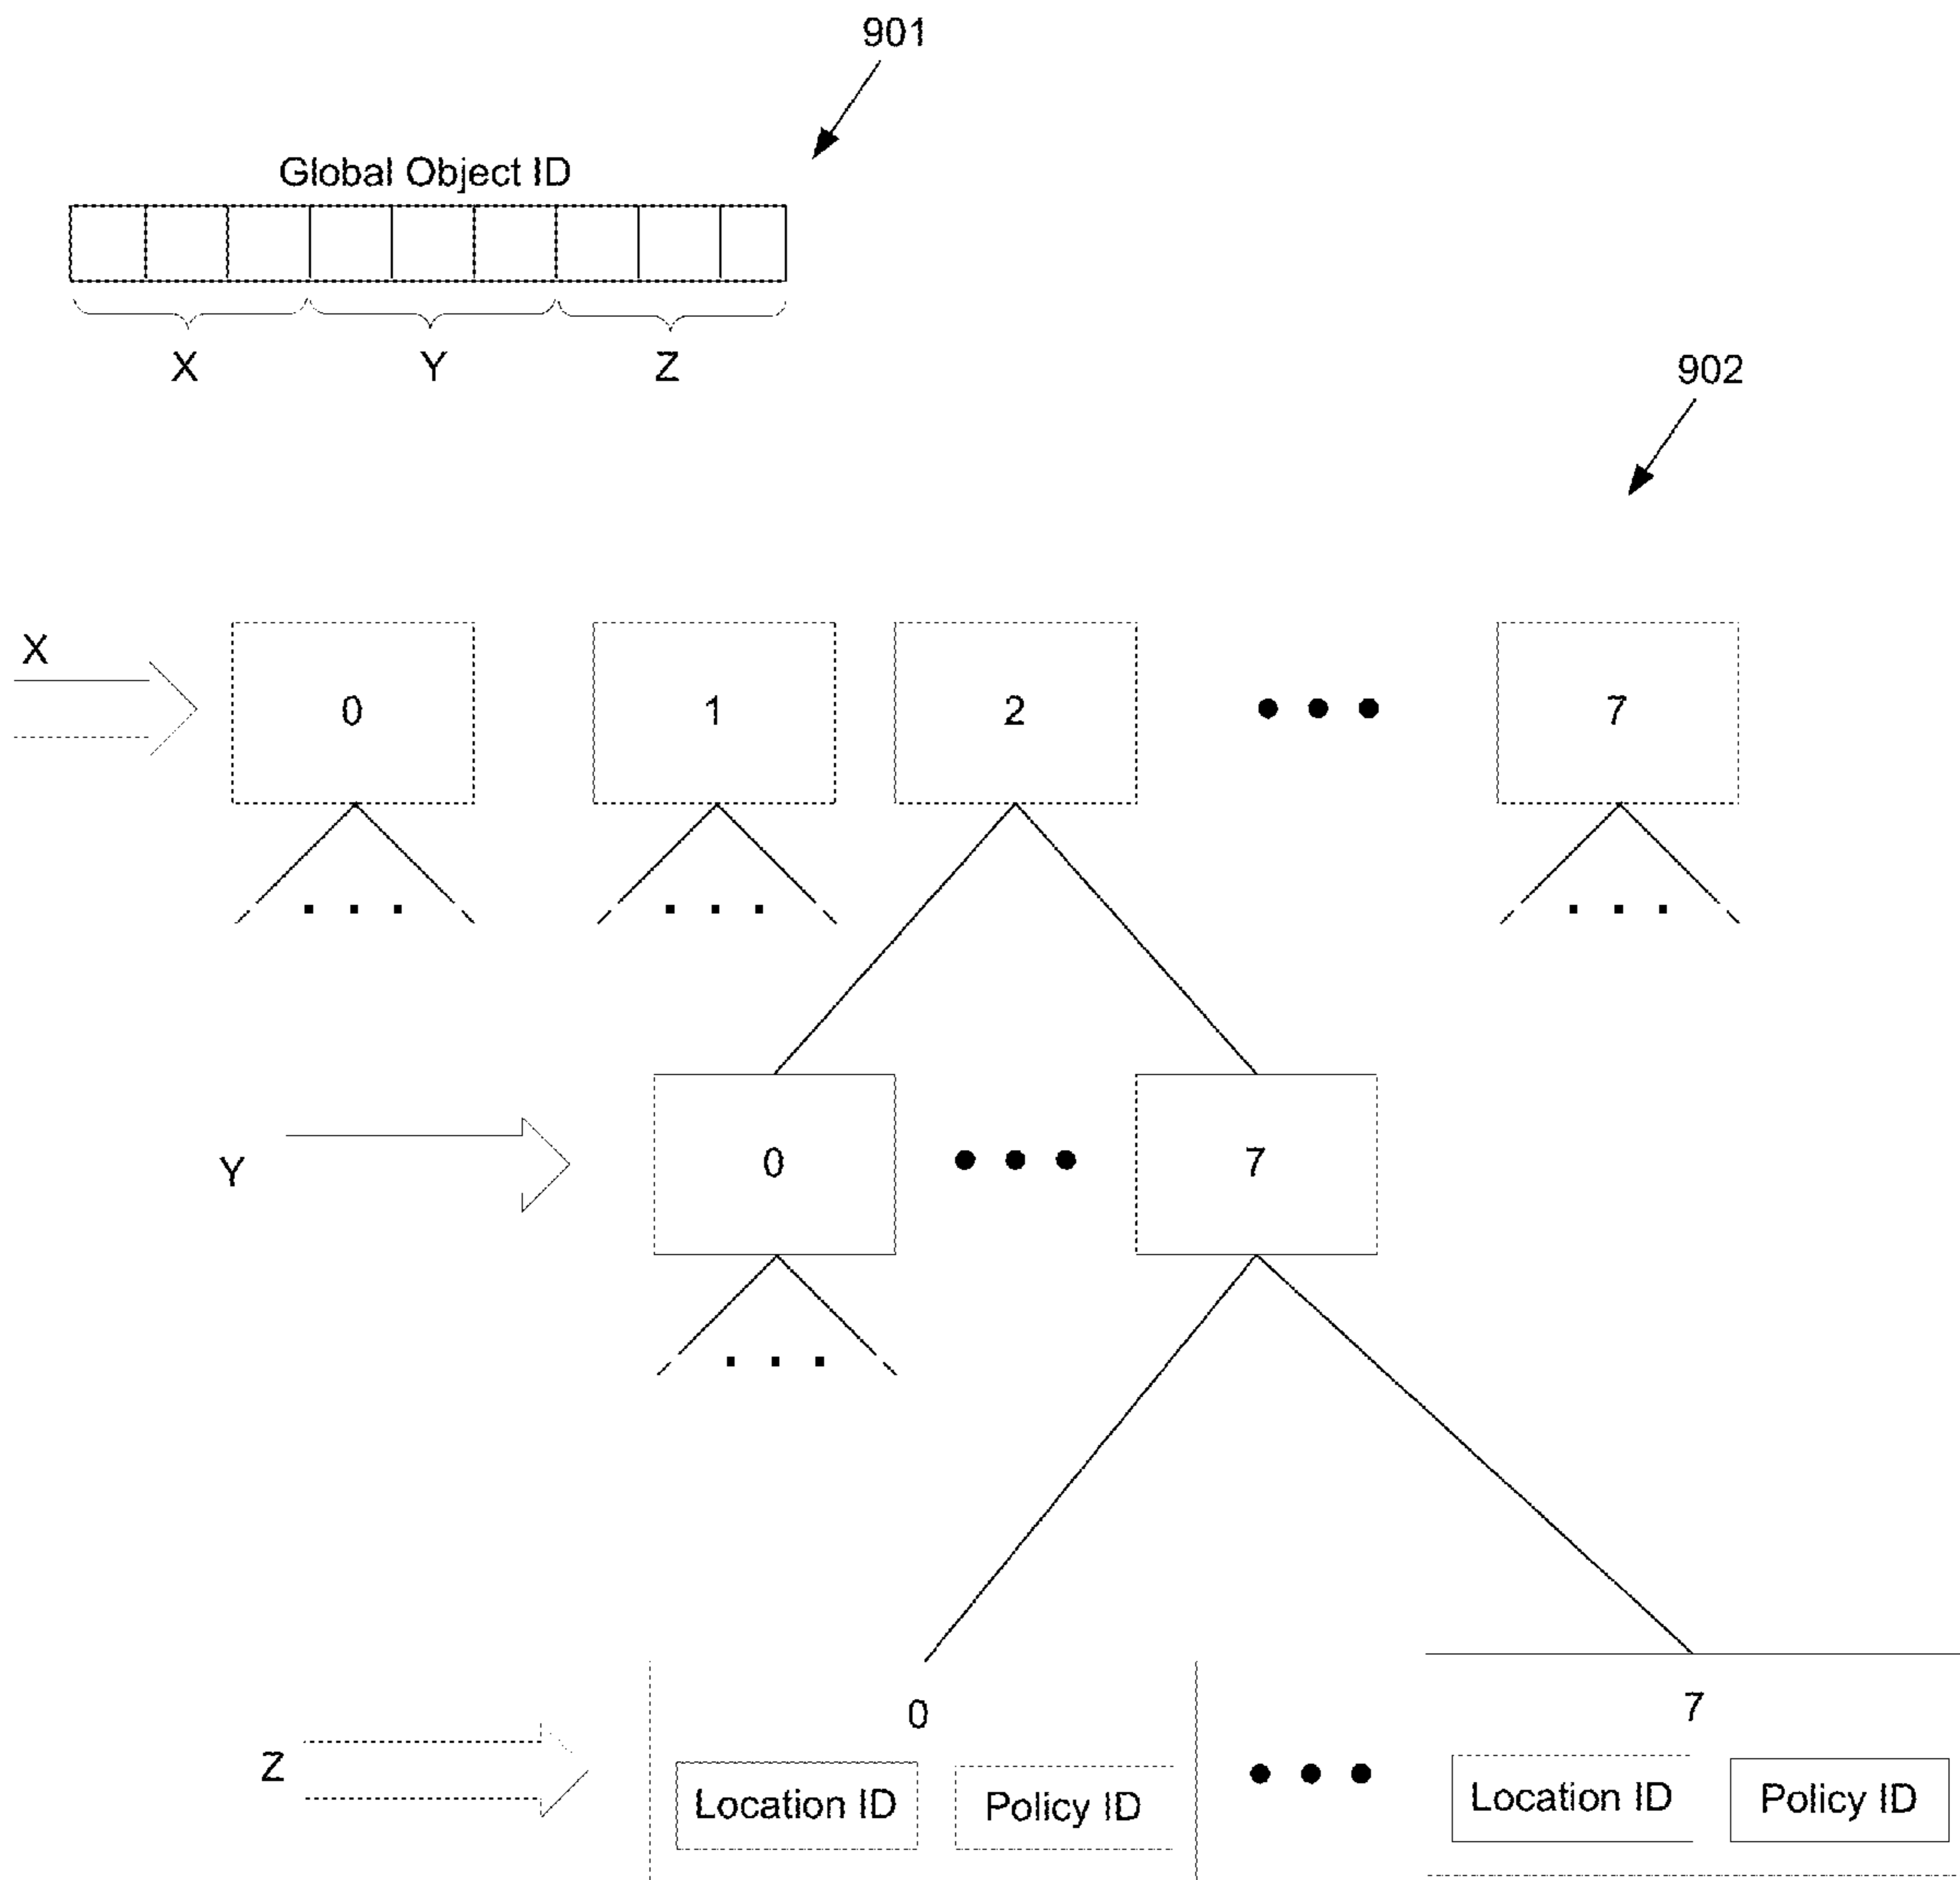 901
Global Object ID
X Y Z
902
X
0 1 2 7
Y
0 7
0 7
Z
Location ID Policy ID Location ID Policy ID